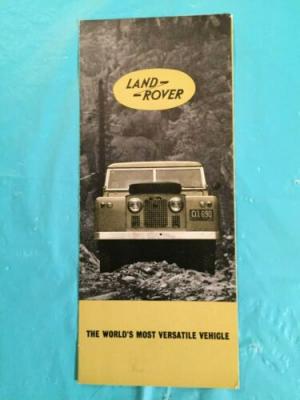 LAND-
-ROVER
THE WORLD'S MOST VERSATILE VEHICLE